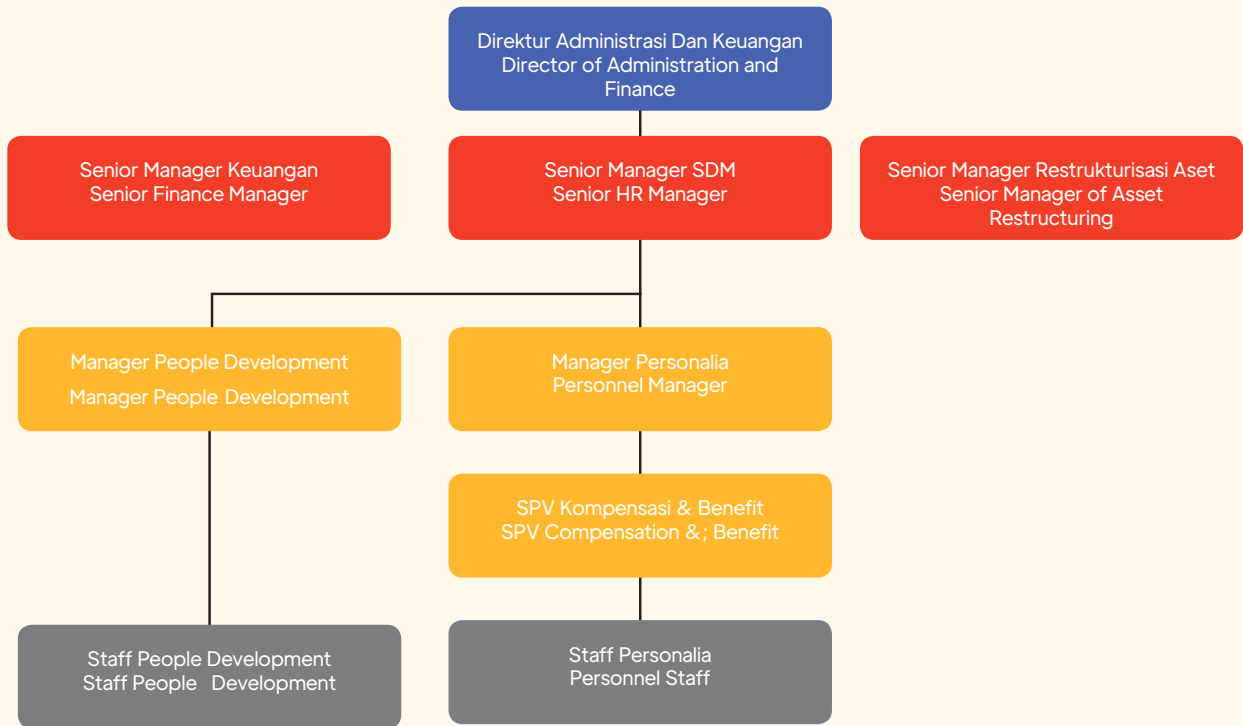 Direktur Administrasi Dan Keuangan
Director of Administration and
Finance
Senior Manager Keuangan
Senior Finance Manager
Senior Manager SDM
Senior HR Manager
Senior Manager Restrukturisasi Aset
Senior Manager of Asset
Restructuring
Manager People Development
Manager People Development
Manager Personalia
Personnel Manager
SPV Kompensasi & Benefit
SPV Compensation &; Benefit
Staff People Development
Staff People Development
Staff Personalia
Personnel Staff